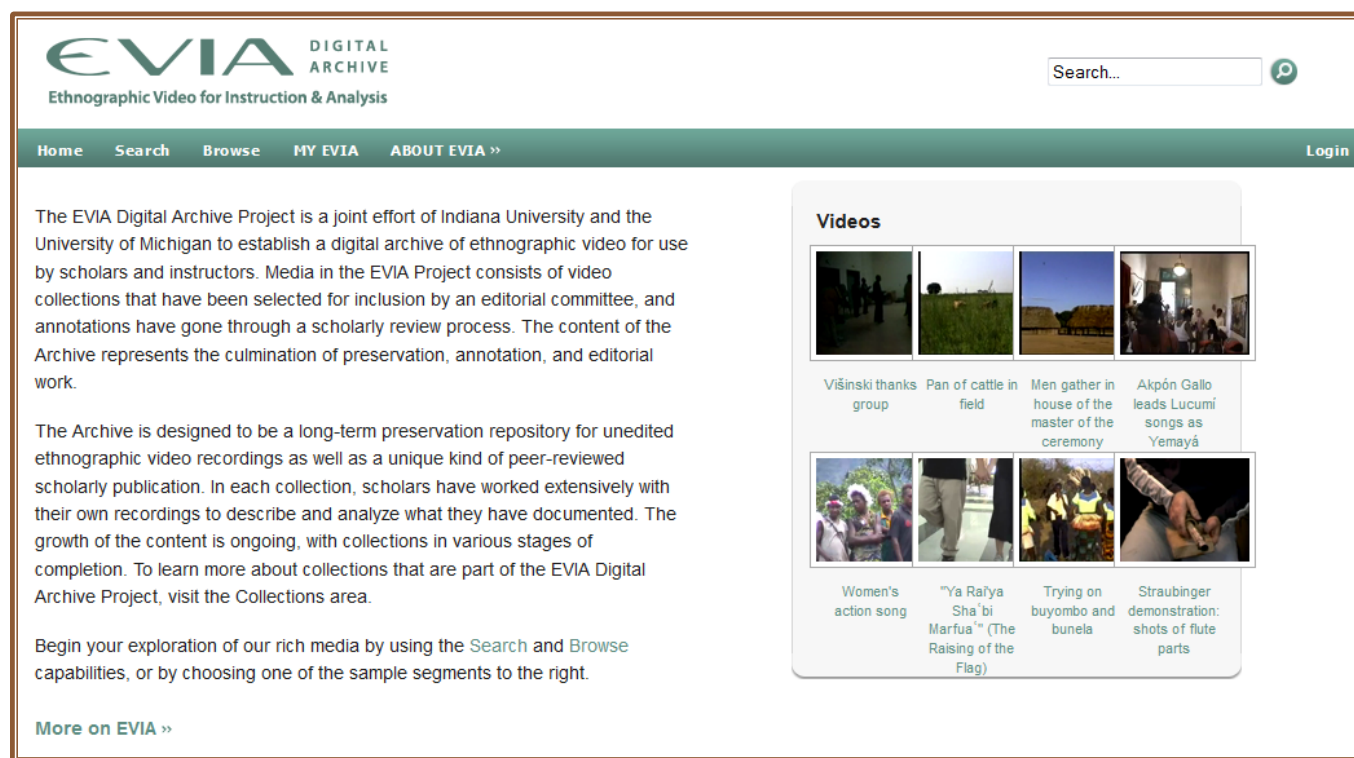 EVIA DIGITAL ARCHIVE
Ethnographic Video for Instruction & Analysis
Search...
Home Search Browse MY EVIA ABOUT EVIA » Login
The EVIA Digital Archive Project is a joint effort of Indiana University and the
University of Michigan to establish a digital archive of ethnographic video for use
by scholars and instructors. Media in the EVIA Project consists of video
collections that have been selected for inclusion by an editorial committee, and
annotations have gone through a scholarly review process. The content of the
Archive represents the culmination of preservation, annotation, and editorial
work.
The Archive is designed to be a long-term preservation repository for unedited
ethnographic video recordings as well as a unique kind of peer-reviewed
scholarly publication. In each collection, scholars have worked extensively with
their own recordings to describe and analyze what they have documented. The
growth of the content is ongoing, with collections in various stages of
completion. To learn more about collections that are part of the EVIA Digital
Archive Project, visit the Collections area.
Begin your exploration of our rich media by using the Search and Browse
capabilities, or by choosing one of the sample segments to the right.
More on EVIA »
Videos
Višinski thanks
group
Pan of cattle in
field
Men gather in
house of the
master of the
ceremony
Akpón Gallo
leads Lucumí
songs as
Yemayá
Women's
action song
"Ya Rai'ya
Shaʿbi
Marfuaʿ" (The
Raising of the
Flag)
Trying on
buyombo and
bunela
Straubinger
demonstration:
shots of flute
parts